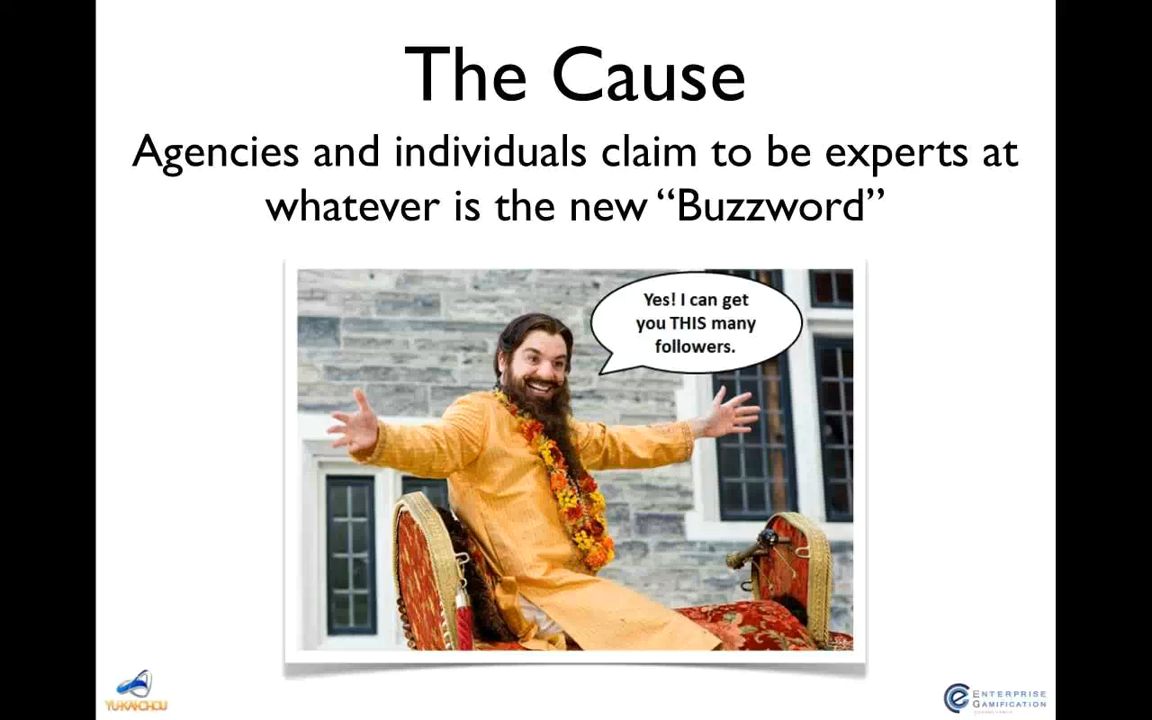 The Cause
Agencies and individuals claim to be experts at
whatever is the new “Buzzword”
Yes! I can get
you THIS many
followers.
YU-KAI CHOU
ENTERPRISE
GAMIFICATION